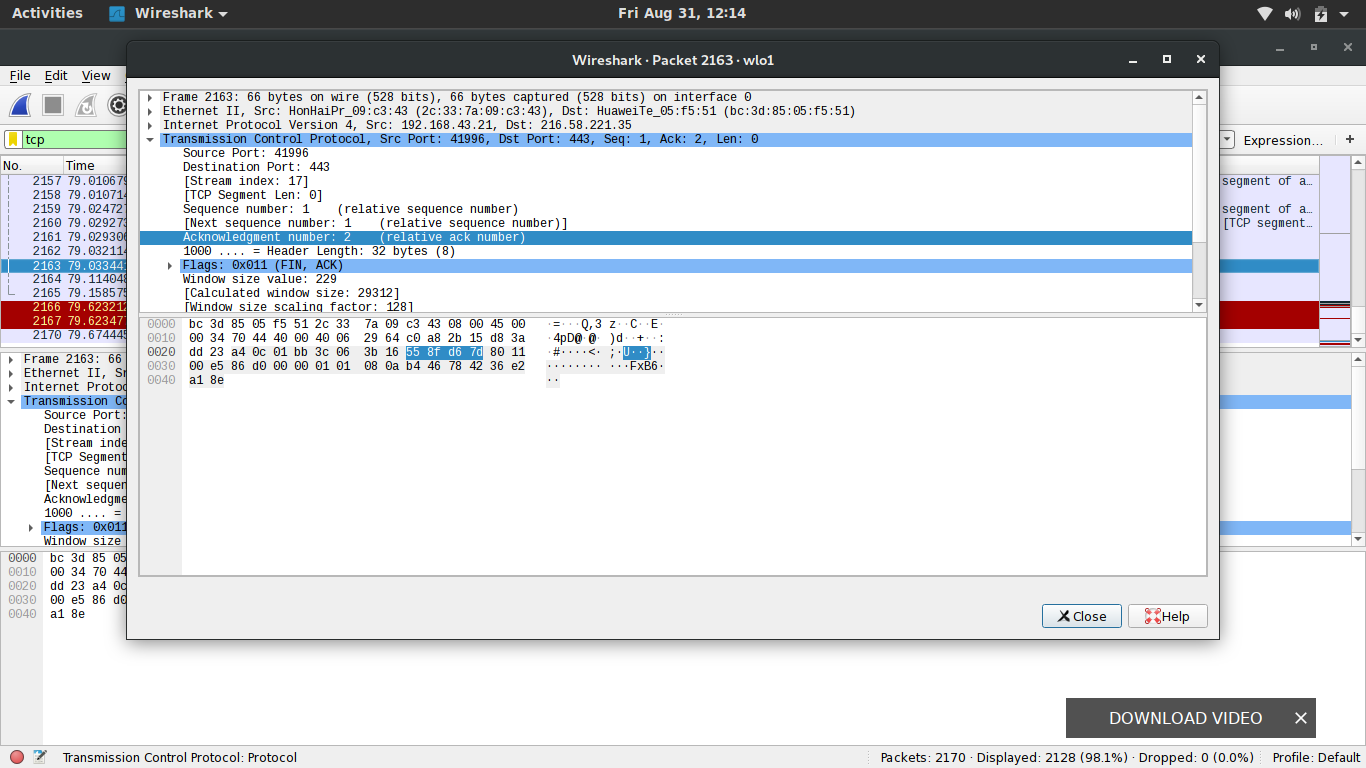 Activities
Wireshark
Fri Aug 31, 12:14
Wireshark · Packet 2163 · wlo1
File Edit View
tcp
Expression…
+
No. Time
2157 79.010679
2158 79.010714
2159 79.024727
2160 79.029273
2161 79.029300
2162 79.032114
2163 79.033441
2164 79.114048
2165 79.158575
2166 79.623212
2167 79.623477
2170 79.674445
segment of a…
segment of a…
[TCP segment…
Frame 2163: 66 bytes on wire (528 bits), 66 bytes captured (528 bits) on interface 0
Ethernet II, Src: HonHaiPr_09:c3:43 (2c:33:7a:09:c3:43), Dst: HuaweiTe_05:f5:51 (bc:3d:85:05:f5:51)
Internet Protocol Version 4, Src: 192.168.43.21, Dst: 216.58.221.35
Transmission Control Protocol, Src Port: 41996, Dst Port: 443, Seq: 1, Ack: 2, Len: 0
Source Port: 41996
Destination Port: 443
[Stream index: 17]
[TCP Segment Len: 0]
Sequence number: 1 (relative sequence number)
[Next sequence number: 1 (relative sequence number)]
Acknowledgment number: 2 (relative ack number)
1000 .... = Header Length: 32 bytes (8)
Flags: 0x011 (FIN, ACK)
Window size value: 229
[Calculated window size: 29312]
[Window size scaling factor: 128]
0000 bc 3d 85 05 f5 51 2c 33 7a 09 c3 43 08 00 45 00 ·=···Q,3 z··C··E·
0010 00 34 70 44 40 00 40 06 29 64 c0 a8 2b 15 d8 3a ·4pD@·@· )d··+··:
0020 dd 23 a4 0c 01 bb 3c 06 3b 16 55 8f d6 7d 80 11 ·#····<· ;·U··}··
0030 00 e5 86 d0 00 00 01 01 08 0a b4 46 78 42 36 e2 ········ ···FxB6·
0040 a1 8e ··
Close
Help
Frame 2163: 66
Ethernet II, Sr
Internet Protoc
Transmission Co
Source Port:
Destination
[Stream inde
[TCP Segment
Sequence num
[Next sequen
Acknowledgme
1000 .... =
Flags: 0x011
Window size
0000 bc 3d 85 05
0010 00 34 70 44
0020 dd 23 a4 0c
0030 00 e5 86 d0
0040 a1 8e
DOWNLOAD VIDEO
Transmission Control Protocol: Protocol
Packets: 2170 · Displayed: 2128 (98.1%) · Dropped: 0 (0.0%)
Profile: Default